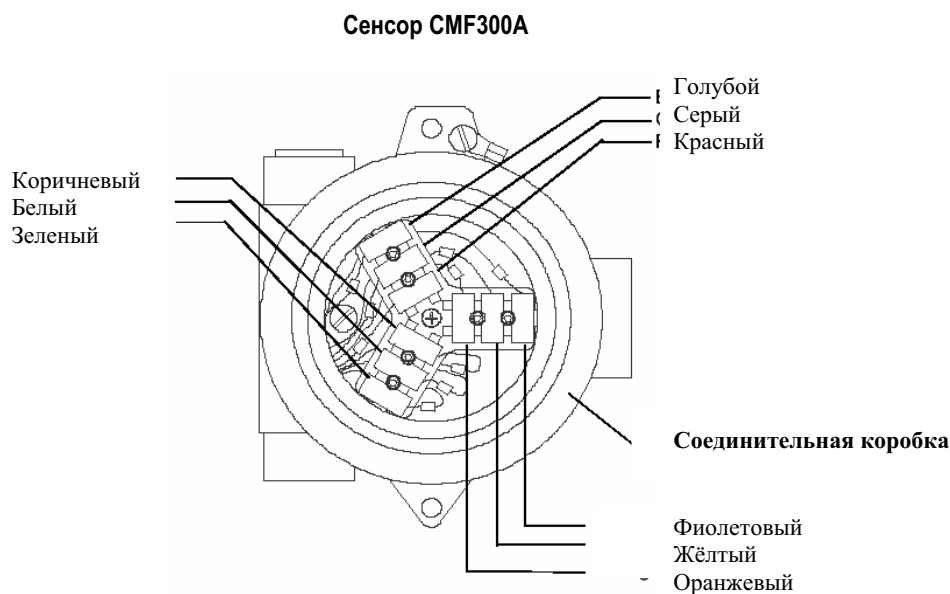 Сенсор CMF300A
Голубой
Серый
Красный
Коричневый
Белый
Зеленый
Соединительная коробка
Фиолетовый
Жёлтый
Оранжевый